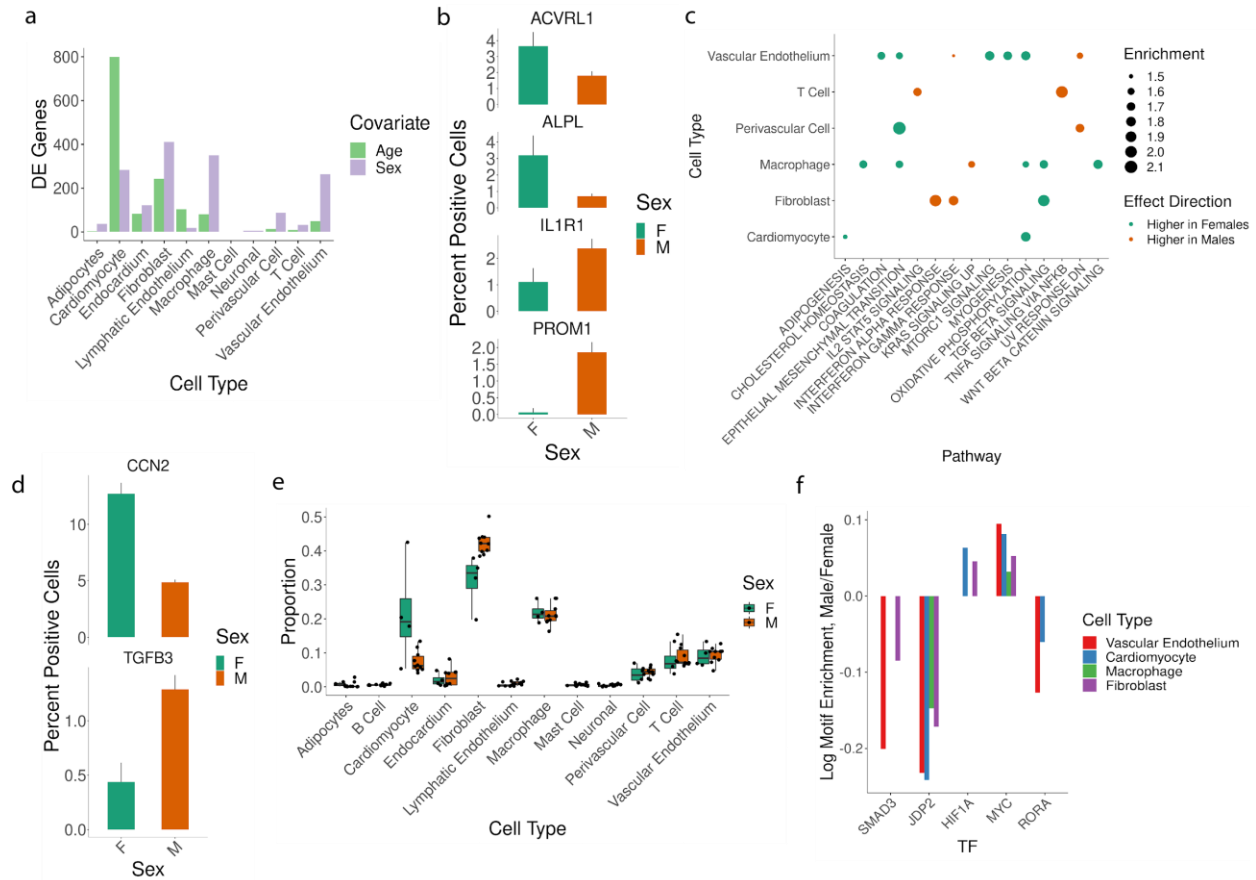 a
800
600
400
200
0
DE Genes
Adipocytes
Cardiomyocyte
Endocardium
Fibroblast
Lymphatic Endothelium
Macrophage
Mast Cell
Neuronal
Perivascular Cell
T Cell
Vascular Endothelium
Cell Type
Covariate
Age
Sex
b
ACVRL1
4
3
2
1
0
ALPL
4
3
2
1
0
IL1R1
2
1
0
PROM1
2.0
1.5
1.0
0.5
0.0
Percent Positive Cells
F
M
Sex
Sex
F
M
c
Cell Type
Vascular Endothelium
T Cell
Perivascular Cell
Macrophage
Fibroblast
Cardiomyocyte
ADIPOGENESIS
CHOLESTEROL HOMEOSTASIS
COAGULATION
EPITHELIAL MESENCHYMAL TRANSITION
IL2 STAT5 SIGNALING
INTERFERON ALPHA RESPONSE
INTERFERON GAMMA RESPONSE
KRAS SIGNALING UP
MTORC1 SIGNALING
MYOGENESIS
OXIDATIVE PHOSPHORYLATION
TGF BETA SIGNALING
TNFA SIGNALING VIA NFKB
UV RESPONSE DN
WNT BETA CATENIN SIGNALING
Pathway
Enrichment
1.5
1.6
1.7
1.8
1.9
2.0
2.1
Effect Direction
Higher in Females
Higher in Males
d
CCN2
10
5
0
TGFB3
1.0
0.5
0.0
Percent Positive Cells
F
M
Sex
Sex
F
M
e
0.5
0.4
0.3
0.2
0.1
0.0
Proportion
Adipocytes
B Cell
Cardiomyocyte
Endocardium
Fibroblast
Lymphatic Endothelium
Macrophage
Mast Cell
Neuronal
Perivascular Cell
T Cell
Vascular Endothelium
Cell Type
Sex
F
M
f
0.1
0.0
-0.1
-0.2
Log Motif Enrichment, Male/Female
SMAD3
JDP2
HIF1A
MYC
RORA
TF
Cell Type
Vascular Endothelium
Cardiomyocyte
Macrophage
Fibroblast